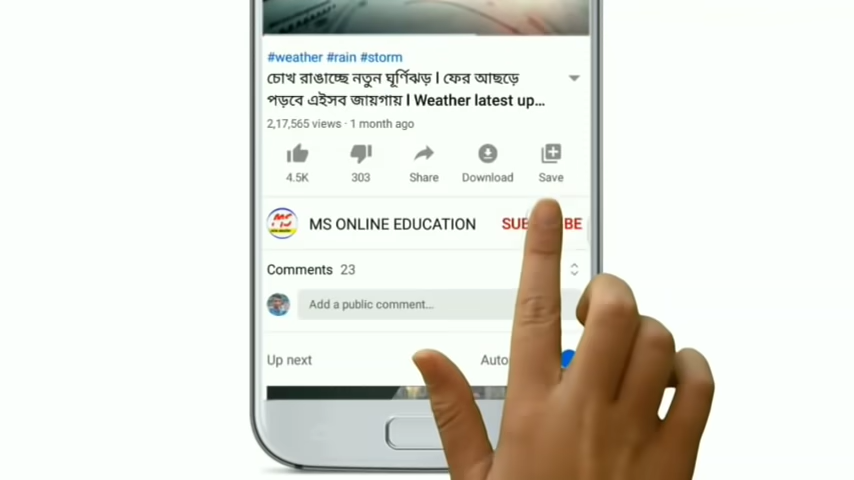 #weather #rain #storm
চোখ রাঙাচ্ছে নতুন ঘূর্ণিঝড় l ফের আছড়ে
পড়বে এইসব জায়গায় l Weather latest up...
2,17,565 views · 1 month ago
4.5K 303 Share Download Save
MS
MS ONLINE EDUCATION
Comments 23
Add a public comment...
Up next